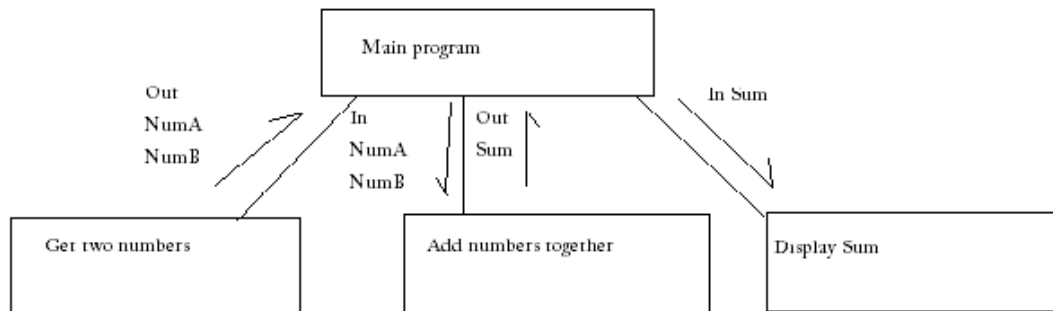 Main program
Out
NumA
NumB
In
NumA
NumB
Out
Sum
In Sum
Get two numbers
Add numbers together
Display Sum